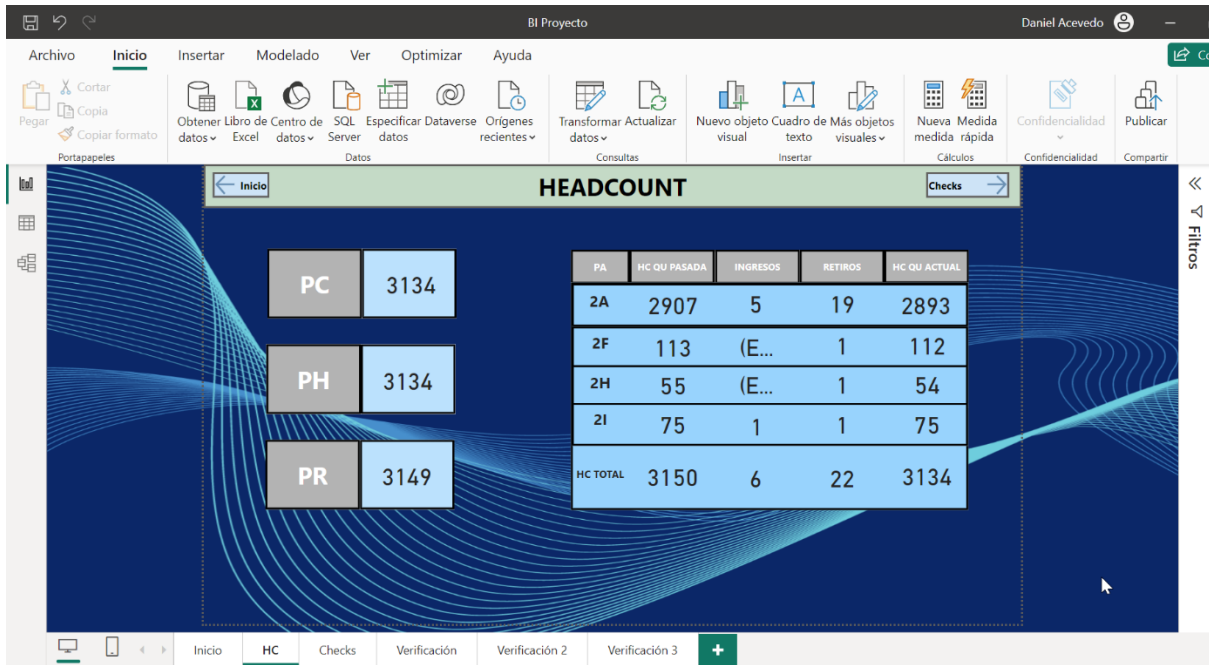 BI Proyecto
Daniel Acevedo
Archivo Inicio Insertar Modelado Ver Optimizar Ayuda
Pegar
Cortar
Copia
Copiar formato
Portapapeles
Obtener datos
Libro de Excel
Centro de datos
SQL Server
Especificar datos
Dataverse
Orígenes recientes
Datos
Transformar datos
Actualizar
Consultas
Nuevo objeto visual
Cuadro de texto
Más objetos visuales
Insertar
Nueva medida
Medida rápida
Cálculos
Confidencialidad
Confidencialidad
Publicar
Compartir
Inicio
HEADCOUNT
Checks
Filtros
PC 3134
PH 3134
PR 3149
PA HC QU PASADA INGRESOS RETIROS HC QU ACTUAL
2A 2907 5 19 2893
2F 113 (E... 1 112
2H 55 (E... 1 54
2I 75 1 1 75
HC TOTAL 3150 6 22 3134
Inicio HC Checks Verificación Verificación 2 Verificación 3